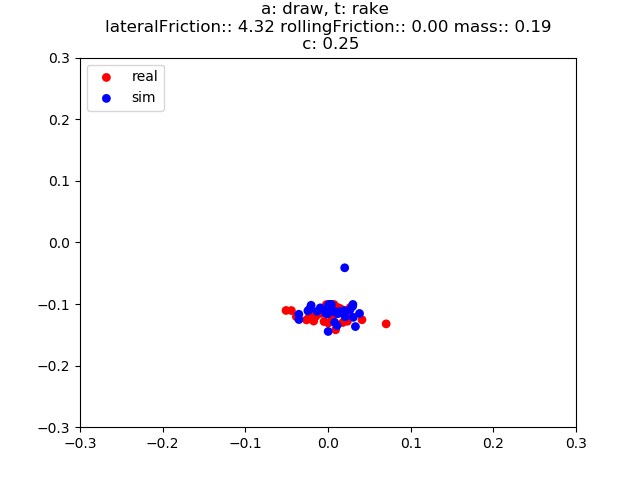 a: draw, t: rake
lateralFriction:: 4.32 rollingFriction:: 0.00 mass:: 0.19
c: 0.25
real
sim
0.3
0.2
0.1
0.0
−0.1
−0.2
−0.3
−0.3 −0.2 −0.1 0.0 0.1 0.2 0.3